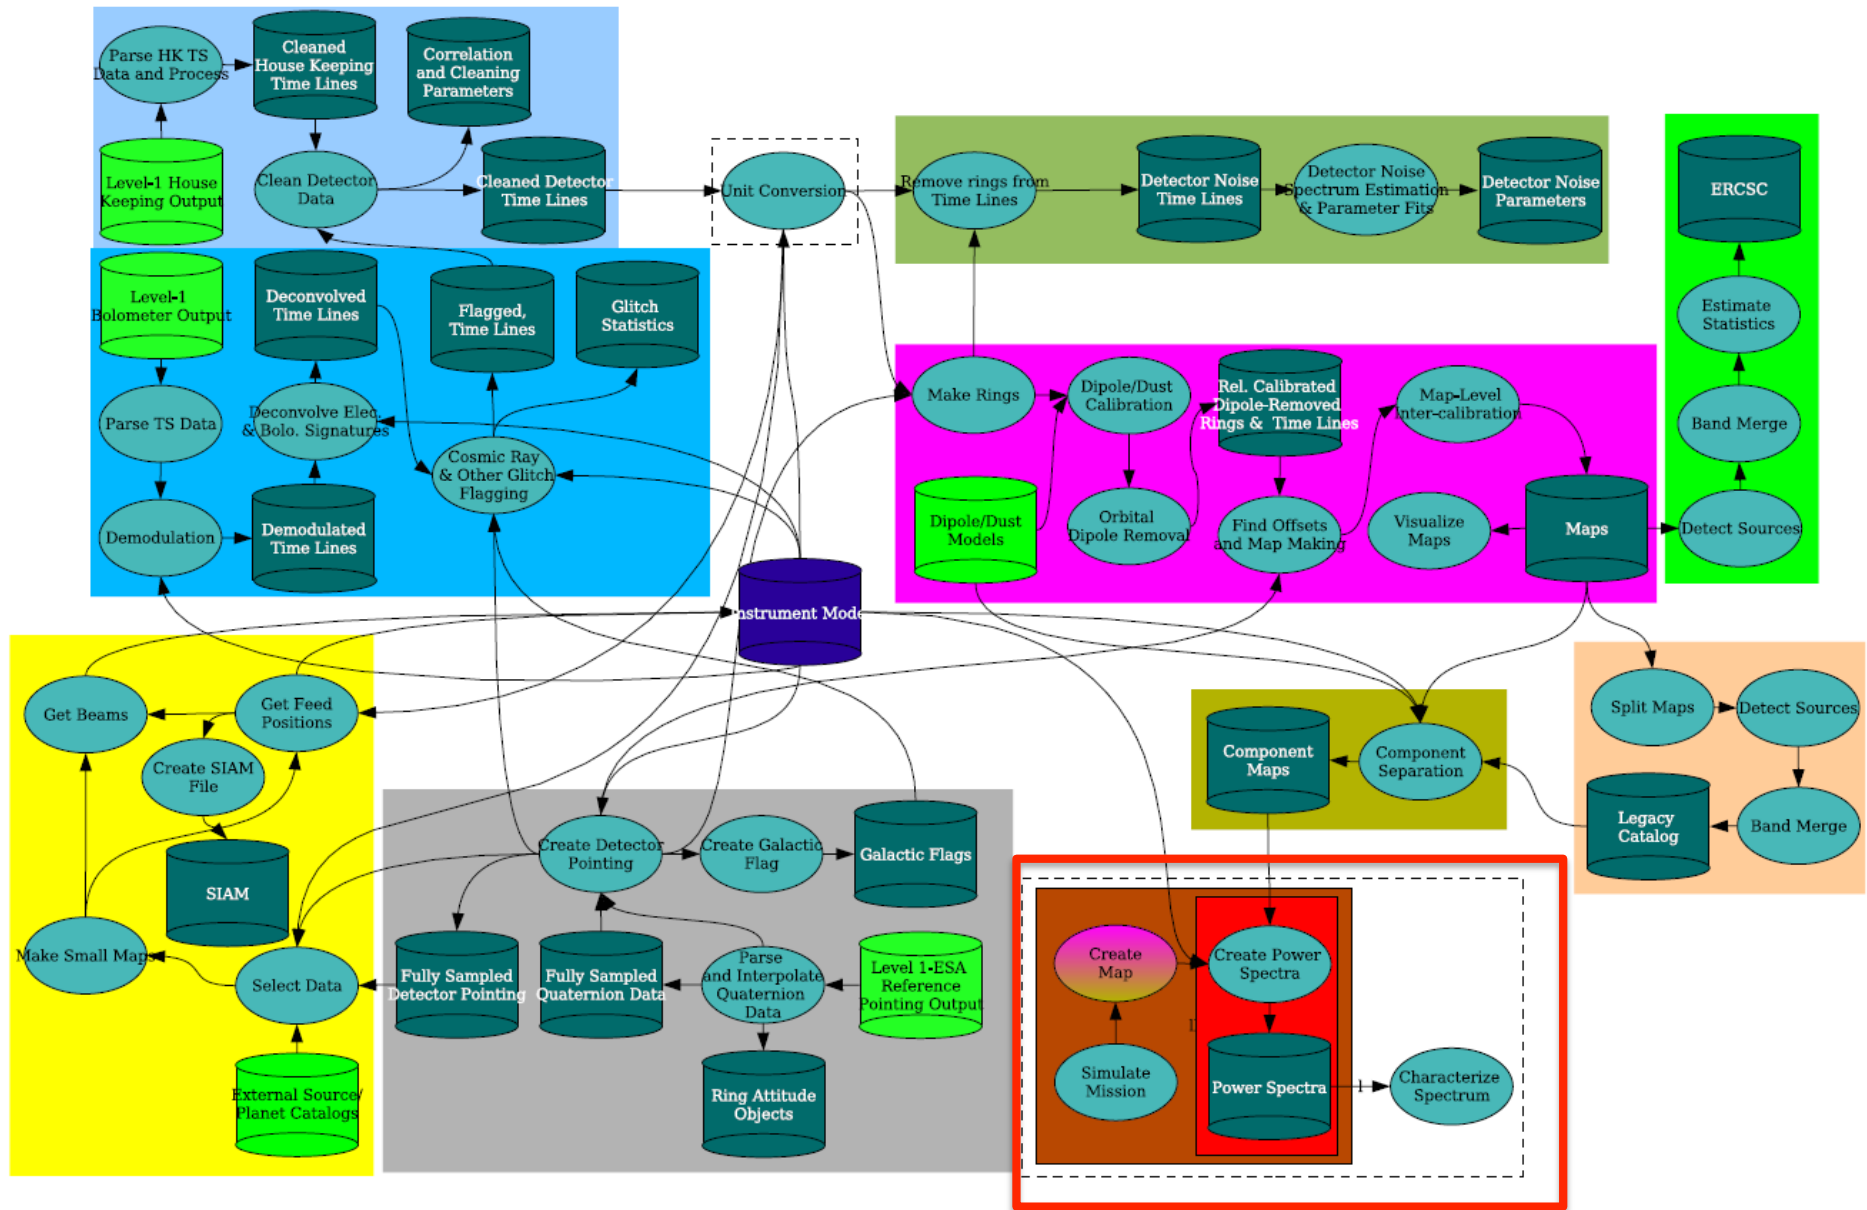 Parse HK TS
Data and Process
Cleaned
House Keeping
Time Lines
Correlation
and Cleaning
Parameters
Level-1 House
Keeping Output
Clean Detector
Data
Cleaned Detector
Time Lines
Unit Conversion
Remove rings from
Time Lines
Detector Noise
Time Lines
Detector Noise
Spectrum Estimation
& Parameter Fits
Detector Noise
Parameters
ERCSC
Level-1
Bolometer Output
Deconvolved
Time Lines
Flagged,
Time Lines
Glitch
Statistics
Estimate
Statistics
Parse TS Data
Deconvolve Elec.
& Bolo. Signatures
Cosmic Ray
& Other Glitch
Flagging
Make Rings
Dipole/Dust
Calibration
Rel. Calibrated
Dipole-Removed
Rings & Time Lines
Map-Level
Inter-calibration
Band Merge
Demodulation
Demodulated
Time Lines
Dipole/Dust
Models
Orbital
Dipole Removal
Find Offsets
and Map Making
Visualize
Maps
Maps
Detect Sources
Instrument Mode
Get Beams
Get Feed
Positions
Create SIAM
File
SIAM
Make Small Maps
Select Data
External Source/
Planet Catalogs
Create Detector
Pointing
Create Galactic
Flag
Galactic Flags
Fully Sampled
Detector Pointing
Fully Sampled
Quaternion Data
Parse
and Interpolate
Quaternion
Data
Level 1-ESA
Reference
Pointing Output
Ring Attitude
Objects
Component
Maps
Component
Separation
Split Maps
Detect Sources
Legacy
Catalog
Band Merge
Create
Map
Create Power
Spectra
Simulate
Mission
Power Spectra
Characterize
Spectrum